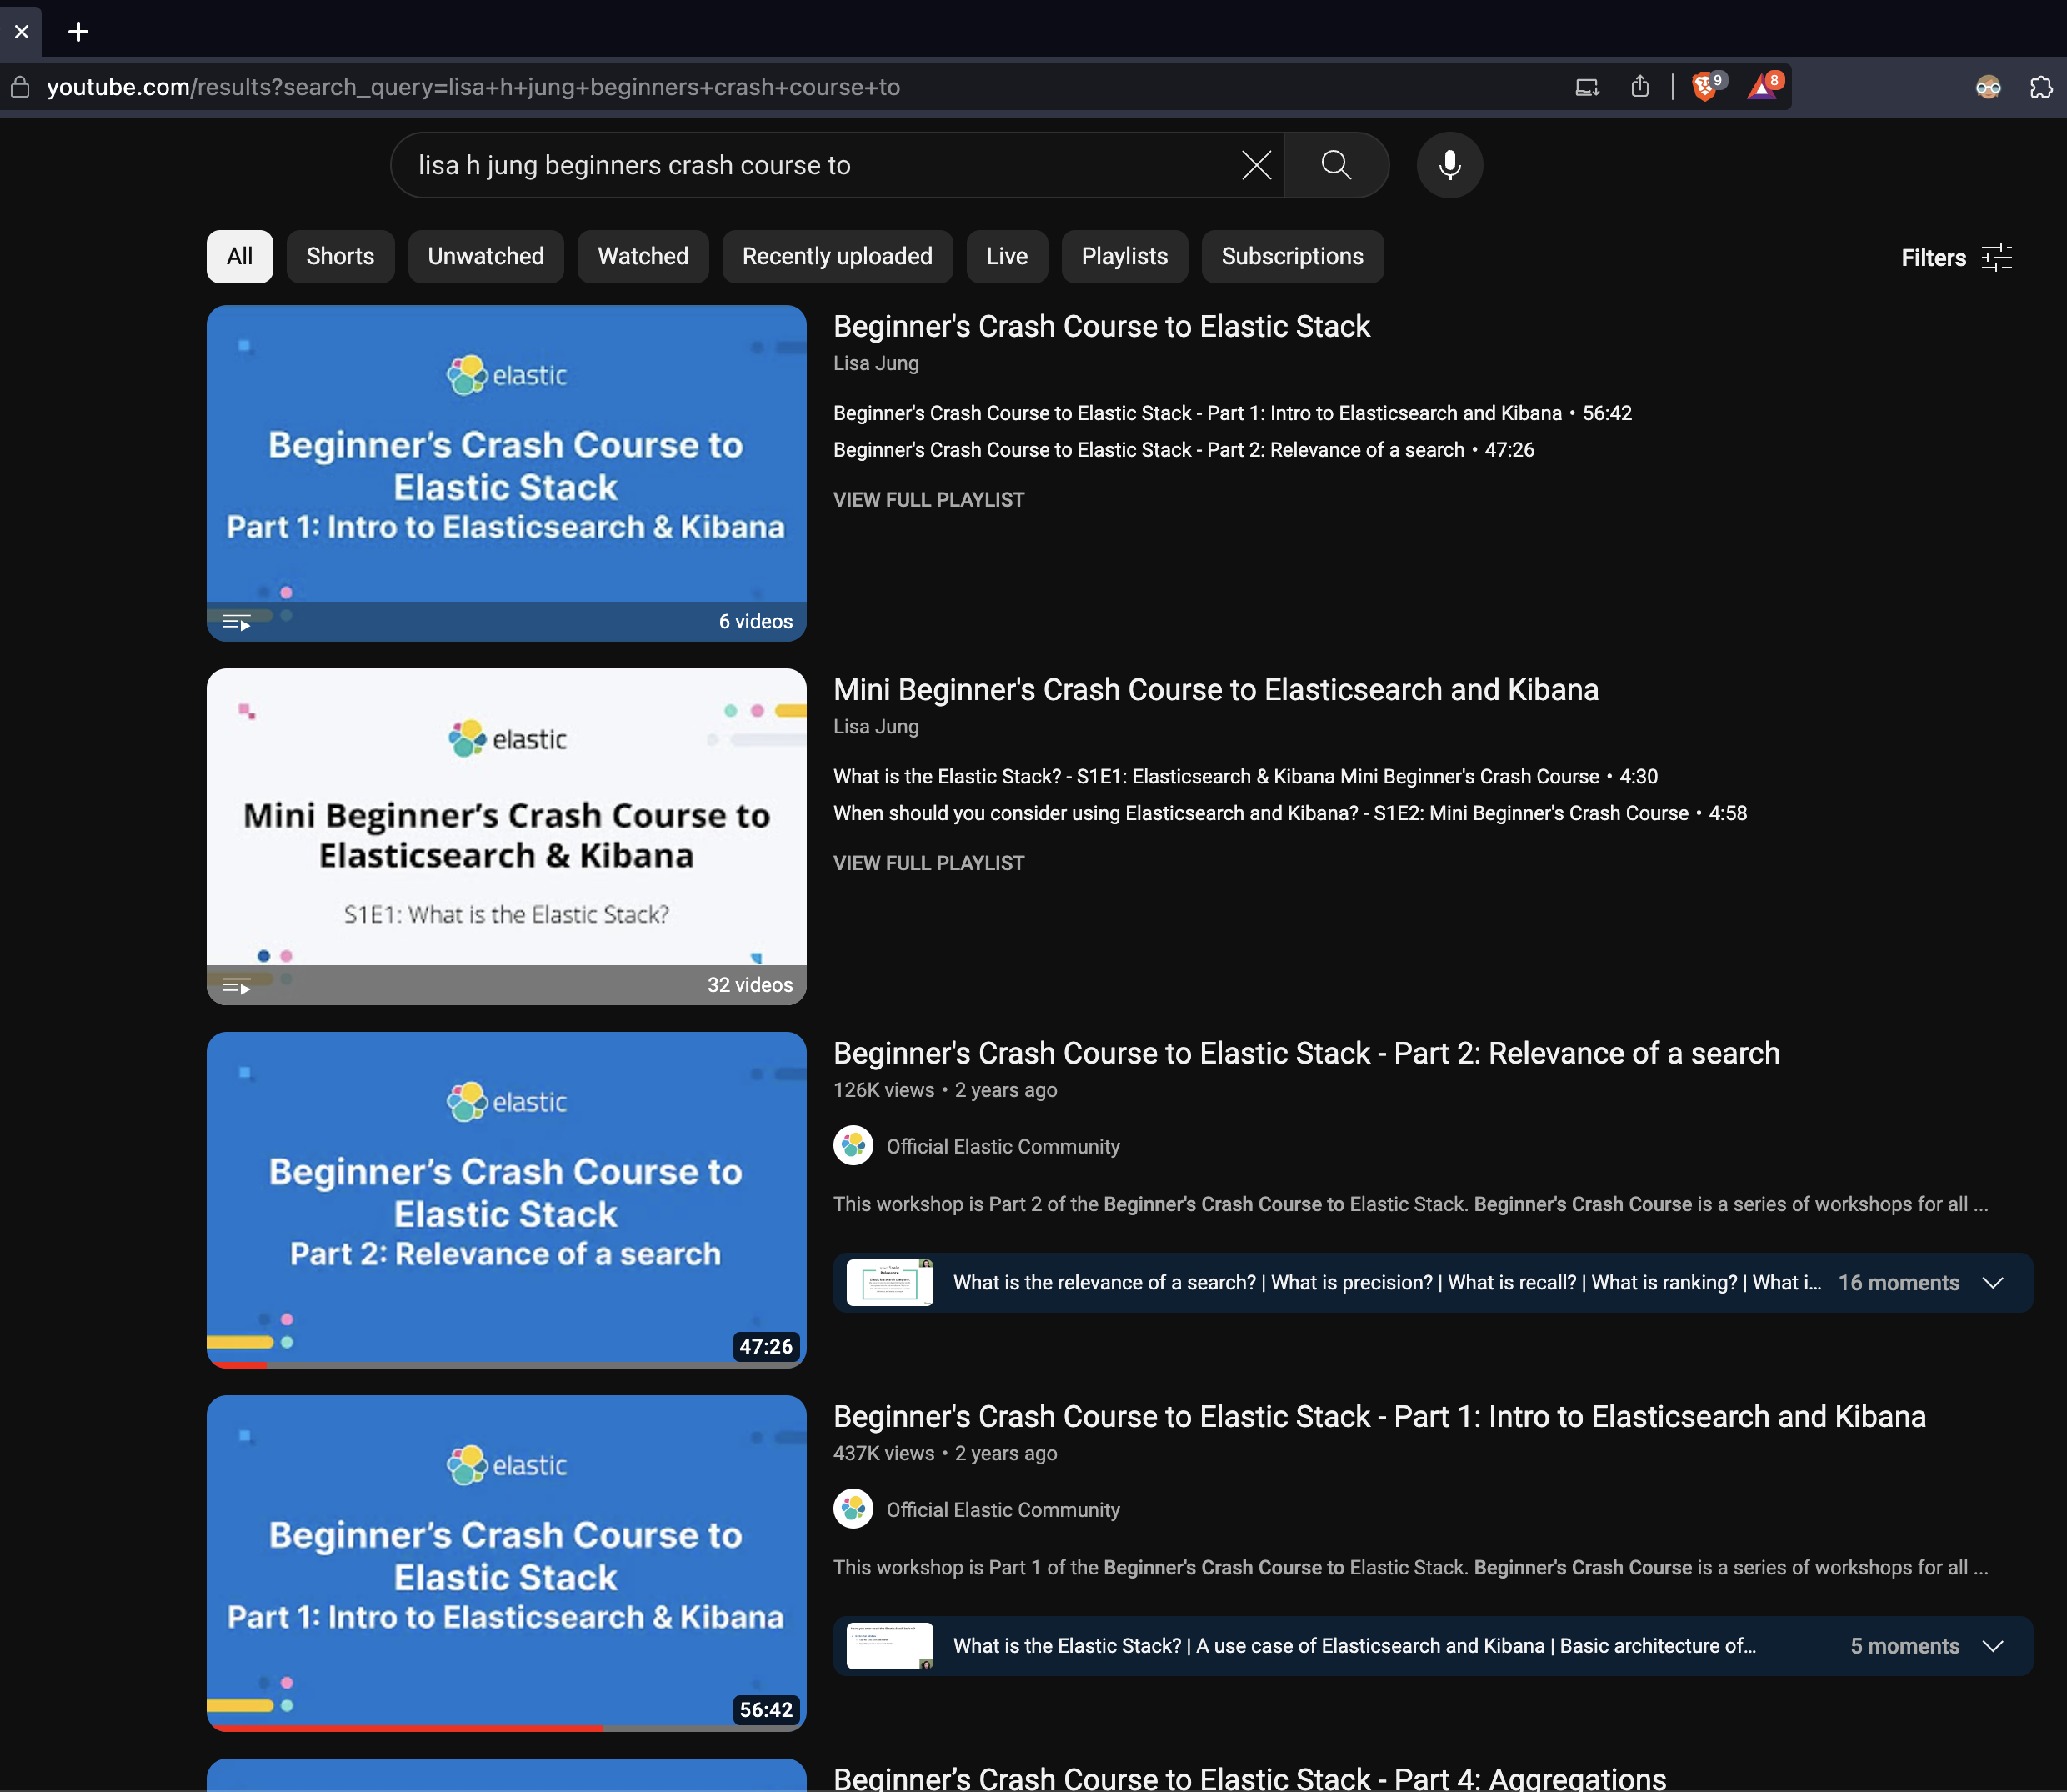 youtube.com/results?search_query=lisa+h+jung+beginners+crash+course+to
9
8
lisa h jung beginners crash course to
All
Shorts
Unwatched
Watched
Recently uploaded
Live
Playlists
Subscriptions
Filters
elastic
Beginner's Crash Course to
Elastic Stack
Part 1: Intro to Elasticsearch & Kibana
6 videos
Beginner's Crash Course to Elastic Stack
Lisa Jung
Beginner's Crash Course to Elastic Stack - Part 1: Intro to Elasticsearch and Kibana • 56:42
Beginner's Crash Course to Elastic Stack - Part 2: Relevance of a search • 47:26
VIEW FULL PLAYLIST
elastic
Mini Beginner's Crash Course to
Elasticsearch & Kibana
S1E1: What is the Elastic Stack?
32 videos
Mini Beginner's Crash Course to Elasticsearch and Kibana
Lisa Jung
What is the Elastic Stack? - S1E1: Elasticsearch & Kibana Mini Beginner's Crash Course • 4:30
When should you consider using Elasticsearch and Kibana? - S1E2: Mini Beginner's Crash Course • 4:58
VIEW FULL PLAYLIST
elastic
Beginner's Crash Course to
Elastic Stack
Part 2: Relevance of a search
47:26
Beginner's Crash Course to Elastic Stack - Part 2: Relevance of a search
126K views • 2 years ago
Official Elastic Community
This workshop is Part 2 of the Beginner's Crash Course to Elastic Stack. Beginner's Crash Course is a series of workshops for all ...
What is the relevance of a search? | What is precision? | What is recall? | What is ranking? | What i...
16 moments
elastic
Beginner's Crash Course to
Elastic Stack
Part 1: Intro to Elasticsearch & Kibana
56:42
Beginner's Crash Course to Elastic Stack - Part 1: Intro to Elasticsearch and Kibana
437K views • 2 years ago
Official Elastic Community
This workshop is Part 1 of the Beginner's Crash Course to Elastic Stack. Beginner's Crash Course is a series of workshops for all ...
What is the Elastic Stack? | A use case of Elasticsearch and Kibana | Basic architecture of...
5 moments
Beginner's Crash Course to Elastic Stack - Part 4: Aggregations